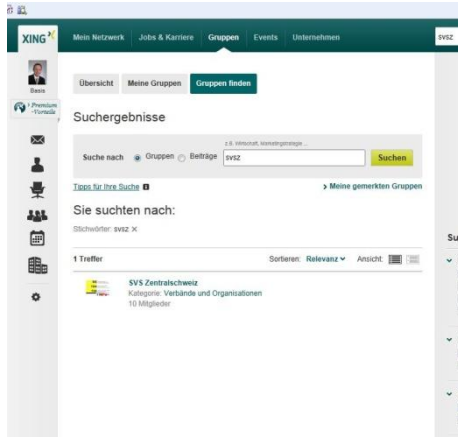 XING
Mein Netzwerk Jobs & Karriere Gruppen Events Unternehmen
svsz
Basis
Premium
-Vorteile
Übersicht Meine Gruppen Gruppen finden
Suchergebnisse
z.B. Wirtschaft, Marketingstrategie ...
Suche nach Gruppen Beiträge svsz Suchen
Tipps für Ihre Suche Meine gemerkten Gruppen
Sie suchten nach:
Stichwörter: svsz ×
Su
1 Treffer Sortieren: Relevanz Ansicht:
SVS Zentralschweiz
Kategorie: Verbände und Organisationen
10 Mitglieder